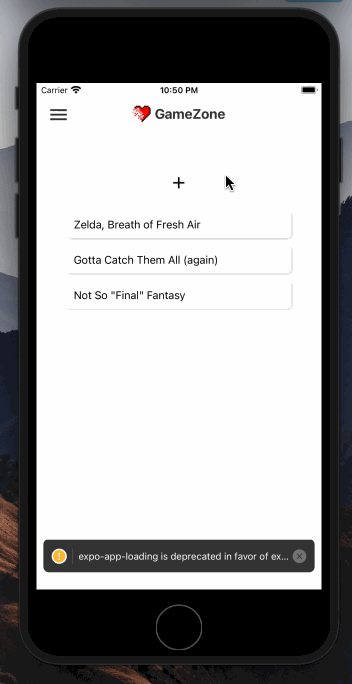 Carrier 10:50 PM
GameZone
+
Zelda, Breath of Fresh Air
Gotta Catch Them All (again)
Not So "Final" Fantasy
expo-app-loading is deprecated in favor of ex...